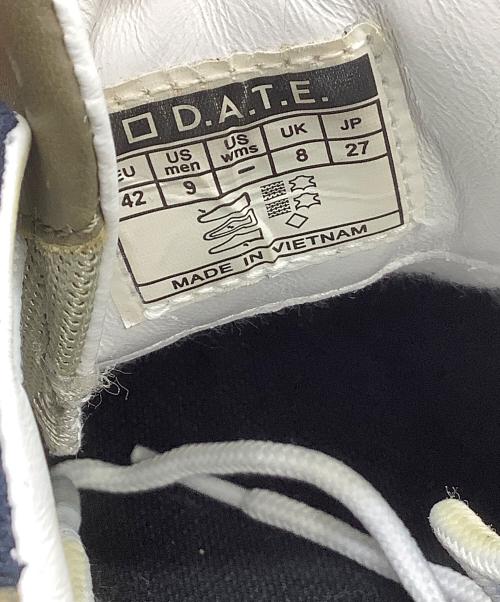 D.A.T.E.
EU US men US wms UK JP
42 9 – 8 27
MADE IN VIETNAM